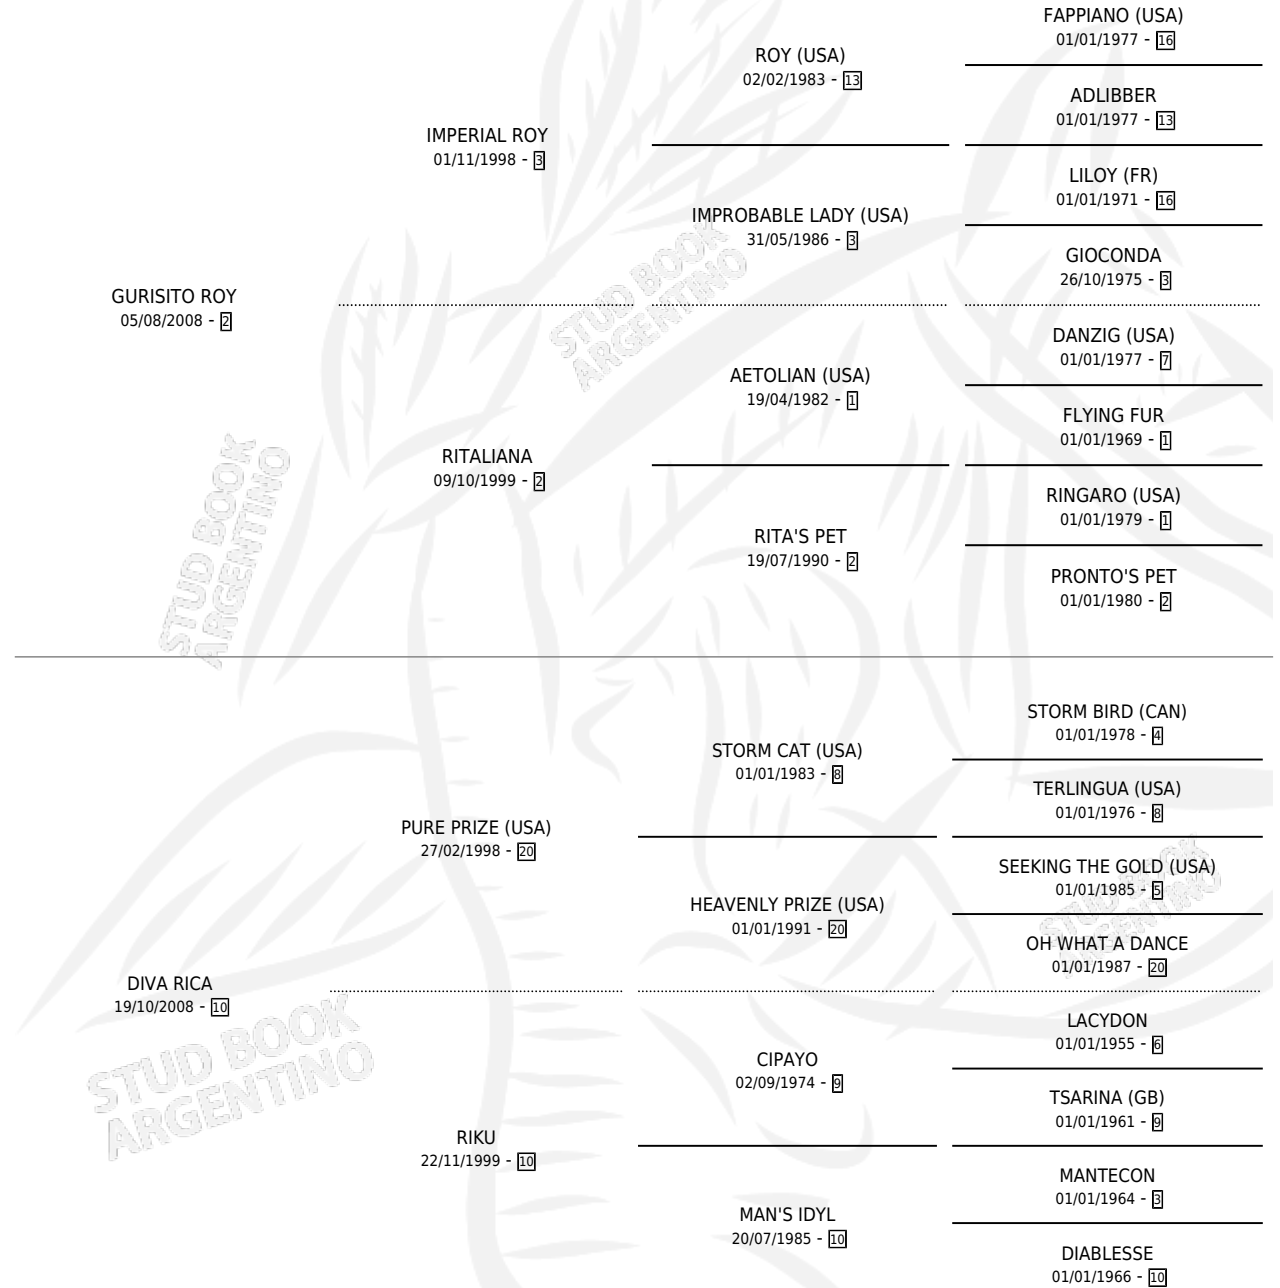 FAPPIANO (USA)
01/01/1977 - 16
ROY (USA)
02/02/1983 - 13
ADLIBBER
01/01/1977 - 13
IMPERIAL ROY
01/11/1998 - 3
LILOY (FR)
01/01/1971 - 16
IMPROBABLE LADY (USA)
31/05/1986 - 3
GIOCONDA
26/10/1975 - 3
GURISITO ROY
05/08/2008 - 2
DANZIG (USA)
01/01/1977 - 7
AETOLIAN (USA)
19/04/1982 - 1
FLYING FUR
01/01/1969 - 1
RITALIANA
09/10/1999 - 2
RINGARO (USA)
01/01/1979 - 1
RITA'S PET
19/07/1990 - 2
PRONTO'S PET
01/01/1980 - 2
STUD BOOK
ARGENTINO
STUD BOOK
ARGENTINO
STORM BIRD (CAN)
01/01/1978 - 4
STORM CAT (USA)
01/01/1983 - 8
TERLINGUA (USA)
01/01/1976 - 8
PURE PRIZE (USA)
27/02/1998 - 20
SEEKING THE GOLD (USA)
01/01/1985 - 5
HEAVENLY PRIZE (USA)
01/01/1991 - 20
OH WHAT A DANCE
01/01/1987 - 20
STUD BOOK
ARGENTINO
DIVA RICA
19/10/2008 - 10
LACYDON
01/01/1955 - 6
CIPAYO
02/09/1974 - 9
TSARINA (GB)
01/01/1961 - 9
RIKU
22/11/1999 - 10
MANTECON
01/01/1964 - 3
MAN'S IDYL
20/07/1985 - 10
DIABLESSE
01/01/1966 - 10
STUD BOOK
ARGENTINO